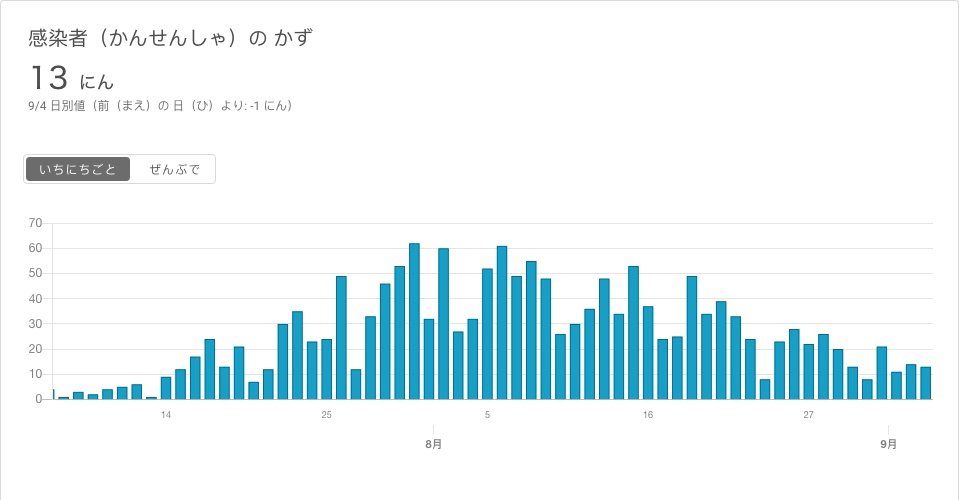 感染者（かんせんしゃ）の かず
13 にん
9/4 日別値（前（まえ）の 日（ひ）より: -1 にん）
いちにちごと ぜんぶで
70
60
50
40
30
20
10
0
14 25 5 16 27
8月 9月